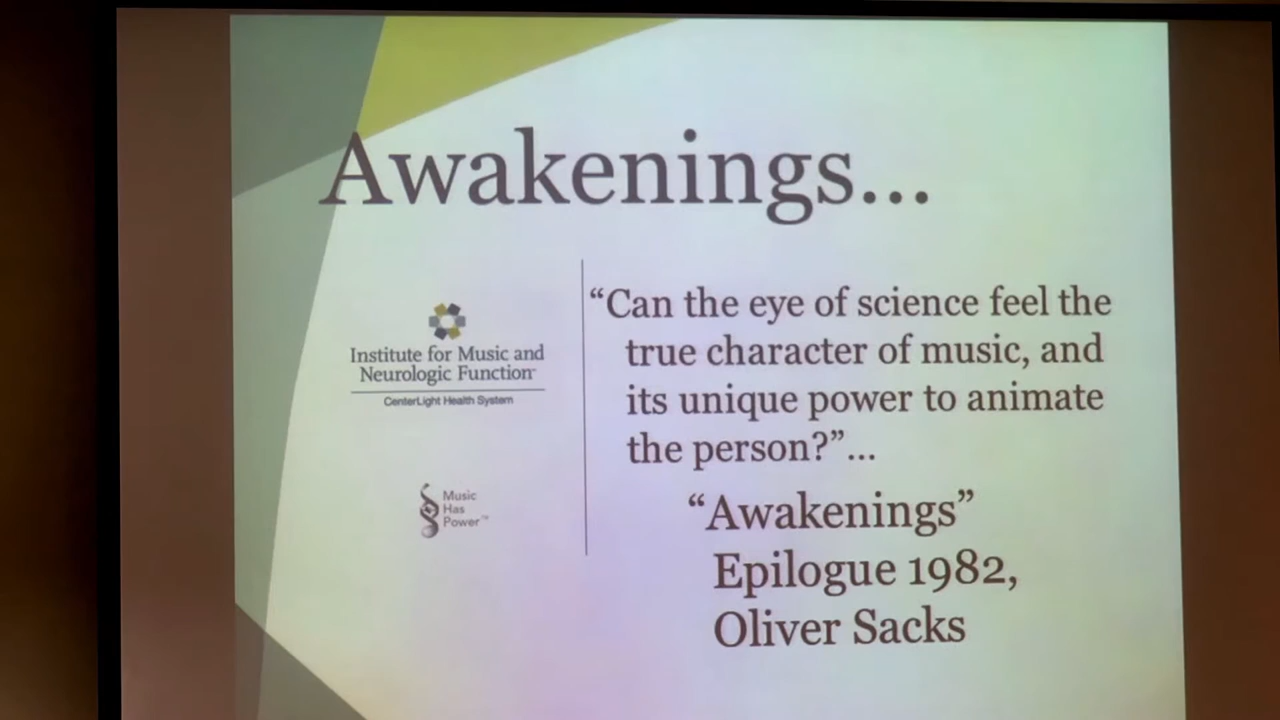 Awakenings...
Institute for Music and
Neurologic Function
CenterLight Health System
Music
Has
Power™
“Can the eye of science feel the
true character of music, and
its unique power to animate
the person?”...
“Awakenings”
Epilogue 1982,
Oliver Sacks